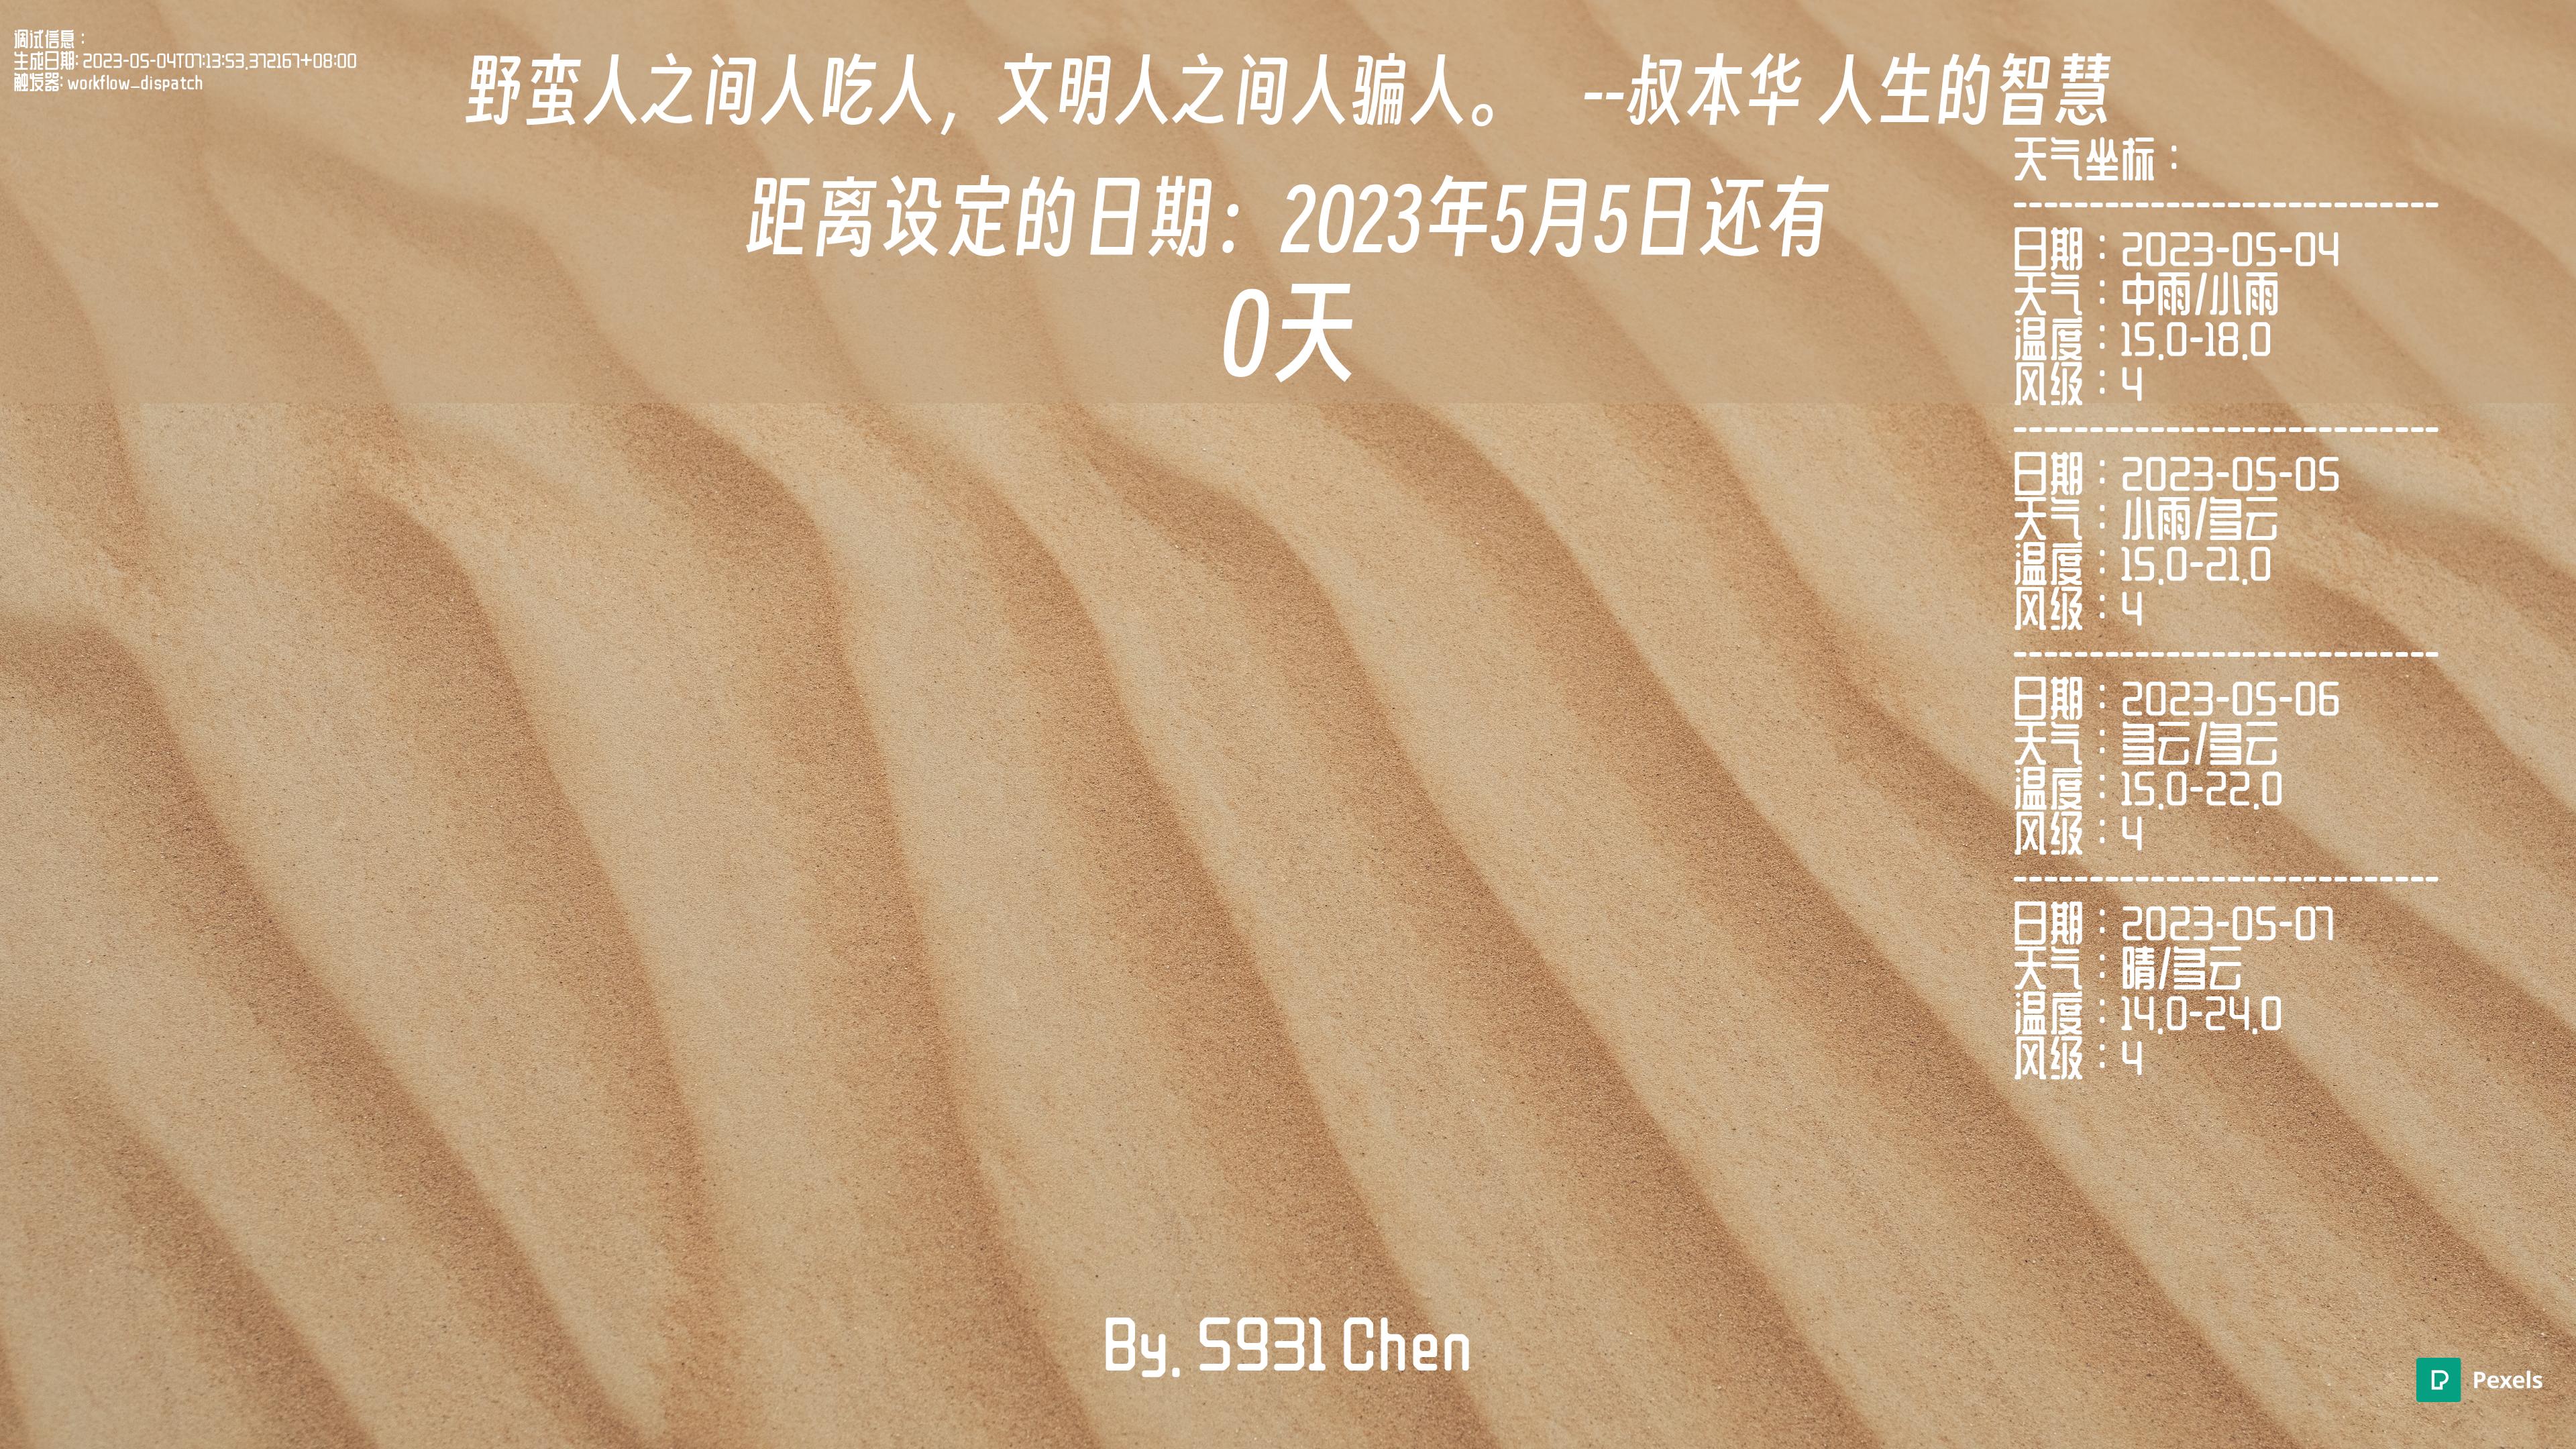 调试信息：
生成日期: 2023-05-04T07:13:53.372167+08:00
触发器: workflow_dispatch
野蛮人之间人吃人，文明人之间人骗人。 --叔本华 人生的智慧
距离设定的日期：2023年5月5日还有
0天
天气坐标：
----------------------------
日期：2023-05-04
天气：中雨/小雨
温度：15.0-18.0
风级：4
----------------------------
日期：2023-05-05
天气：小雨/多云
温度：15.0-21.0
风级：4
----------------------------
日期：2023-05-06
天气：多云/多云
温度：15.0-22.0
风级：4
----------------------------
日期：2023-05-07
天气：晴/多云
温度：14.0-24.0
风级：4
By. S931 Chen
Pexels